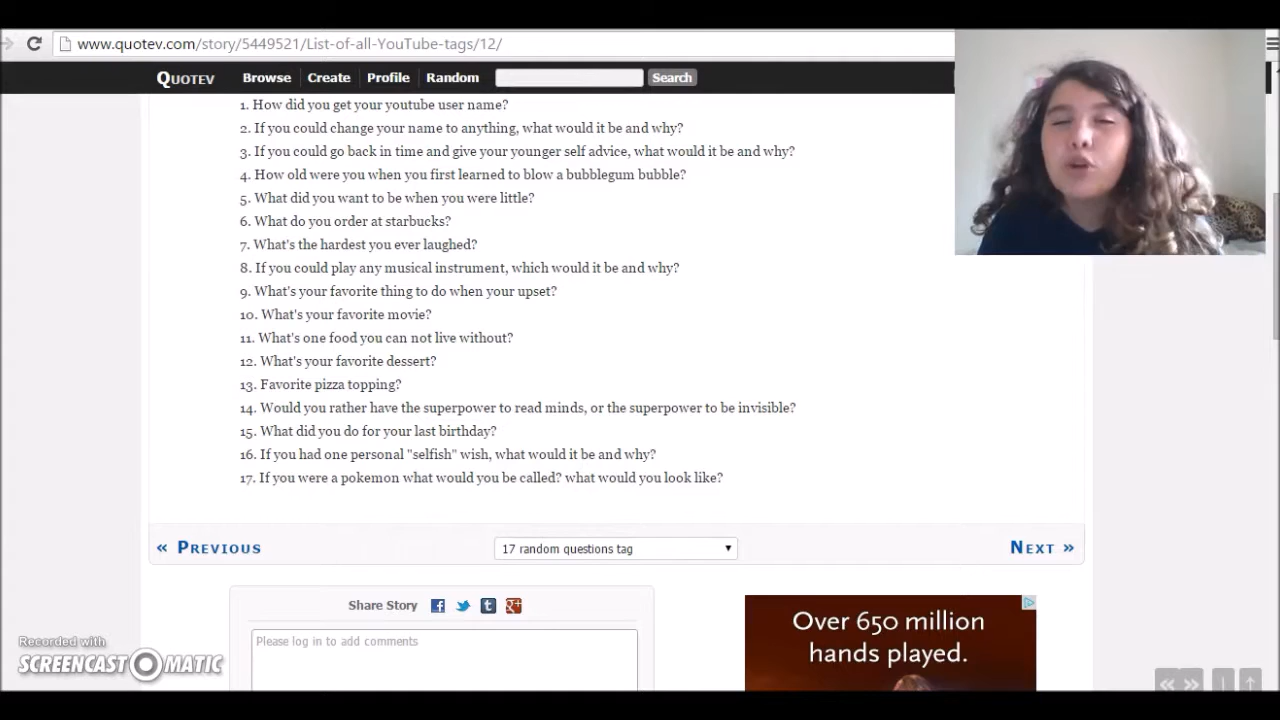 www.quotev.com/story/5449521/List-of-all-YouTube-tags/12/
QUOTEV Browse Create Profile Random Search
1. How did you get your youtube user name?
2. If you could change your name to anything, what would it be and why?
3. If you could go back in time and give your younger self advice, what would it be and why?
4. How old were you when you first learned to blow a bubblegum bubble?
5. What did you want to be when you were little?
6. What do you order at starbucks?
7. What's the hardest you ever laughed?
8. If you could play any musical instrument, which would it be and why?
9. What's your favorite thing to do when your upset?
10. What's your favorite movie?
11. What's one food you can not live without?
12. What's your favorite dessert?
13. Favorite pizza topping?
14. Would you rather have the superpower to read minds, or the superpower to be invisible?
15. What did you do for your last birthday?
16. If you had one personal "selfish" wish, what would it be and why?
17. If you were a pokemon what would you be called? what would you look like?
« PREVIOUS 17 random questions tag NEXT »
Share Story
Please log in to add comments
Over 650 million
hands played.
Recorded with
SCREENCAST-O-MATIC